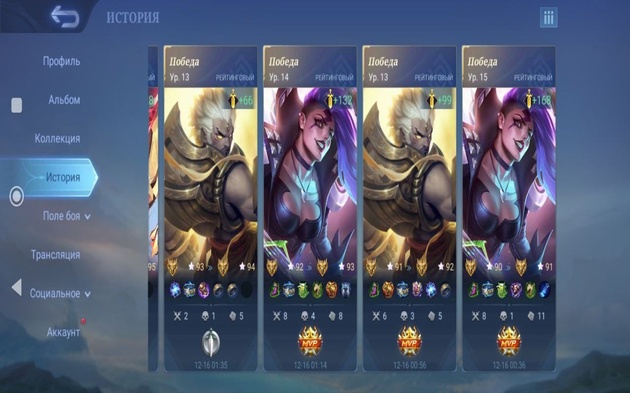 ИСТОРИЯ
Профиль
Альбом
Коллекция
История
Поле боя
Трансляция
Социальное
Аккаунт
8
95
Победа
Ур. 13 РЕЙТИНГОВЫЙ
+66
93 94
2 1 5
12-16 01:35
Победа
Ур. 14 РЕЙТИНГОВЫЙ
+132
92 93
8 4 8
MVP
12-16 01:14
Победа
Ур. 13 РЕЙТИНГОВЫЙ
+99
91 92
6 3 8
MVP
12-16 00:56
Победа
Ур. 15 РЕЙТИНГОВЫЙ
+168
90 91
8 1 11
MVP
12-16 00:36